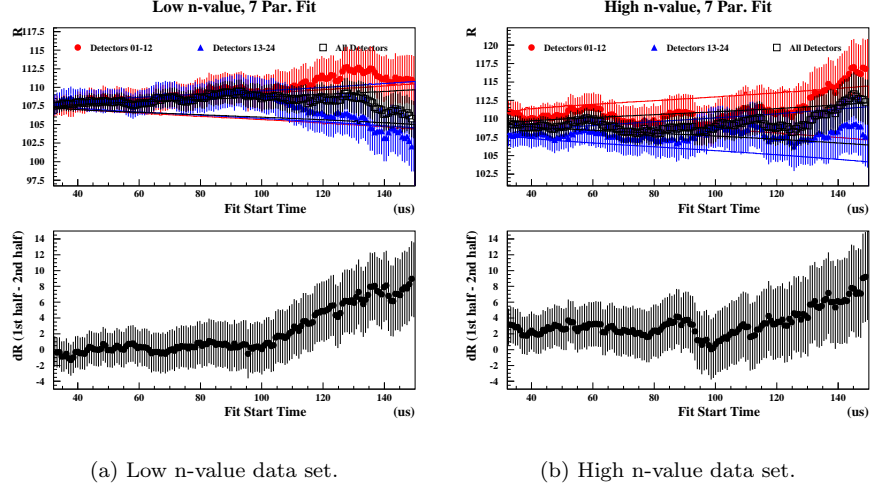 Low n-value, 7 Par. Fit
R
117.5
115
112.5
110
107.5
105
102.5
100
97.5
Detectors 01-12
Detectors 13-24
All Detectors
40 60 80 100 120 140
Fit Start Time (us)
dR (1st half - 2nd half)
14
12
10
8
6
4
2
0
-2
-4
40 60 80 100 120 140
Fit Start Time (us)
(a) Low n-value data set.
High n-value, 7 Par. Fit
R
120
117.5
115
112.5
110
107.5
105
102.5
Detectors 01-12
Detectors 13-24
All Detectors
40 60 80 100 120 140
Fit Start Time (us)
dR (1st half - 2nd half)
14
12
10
8
6
4
2
0
-2
-4
40 60 80 100 120 140
Fit Start Time (us)
(b) High n-value data set.